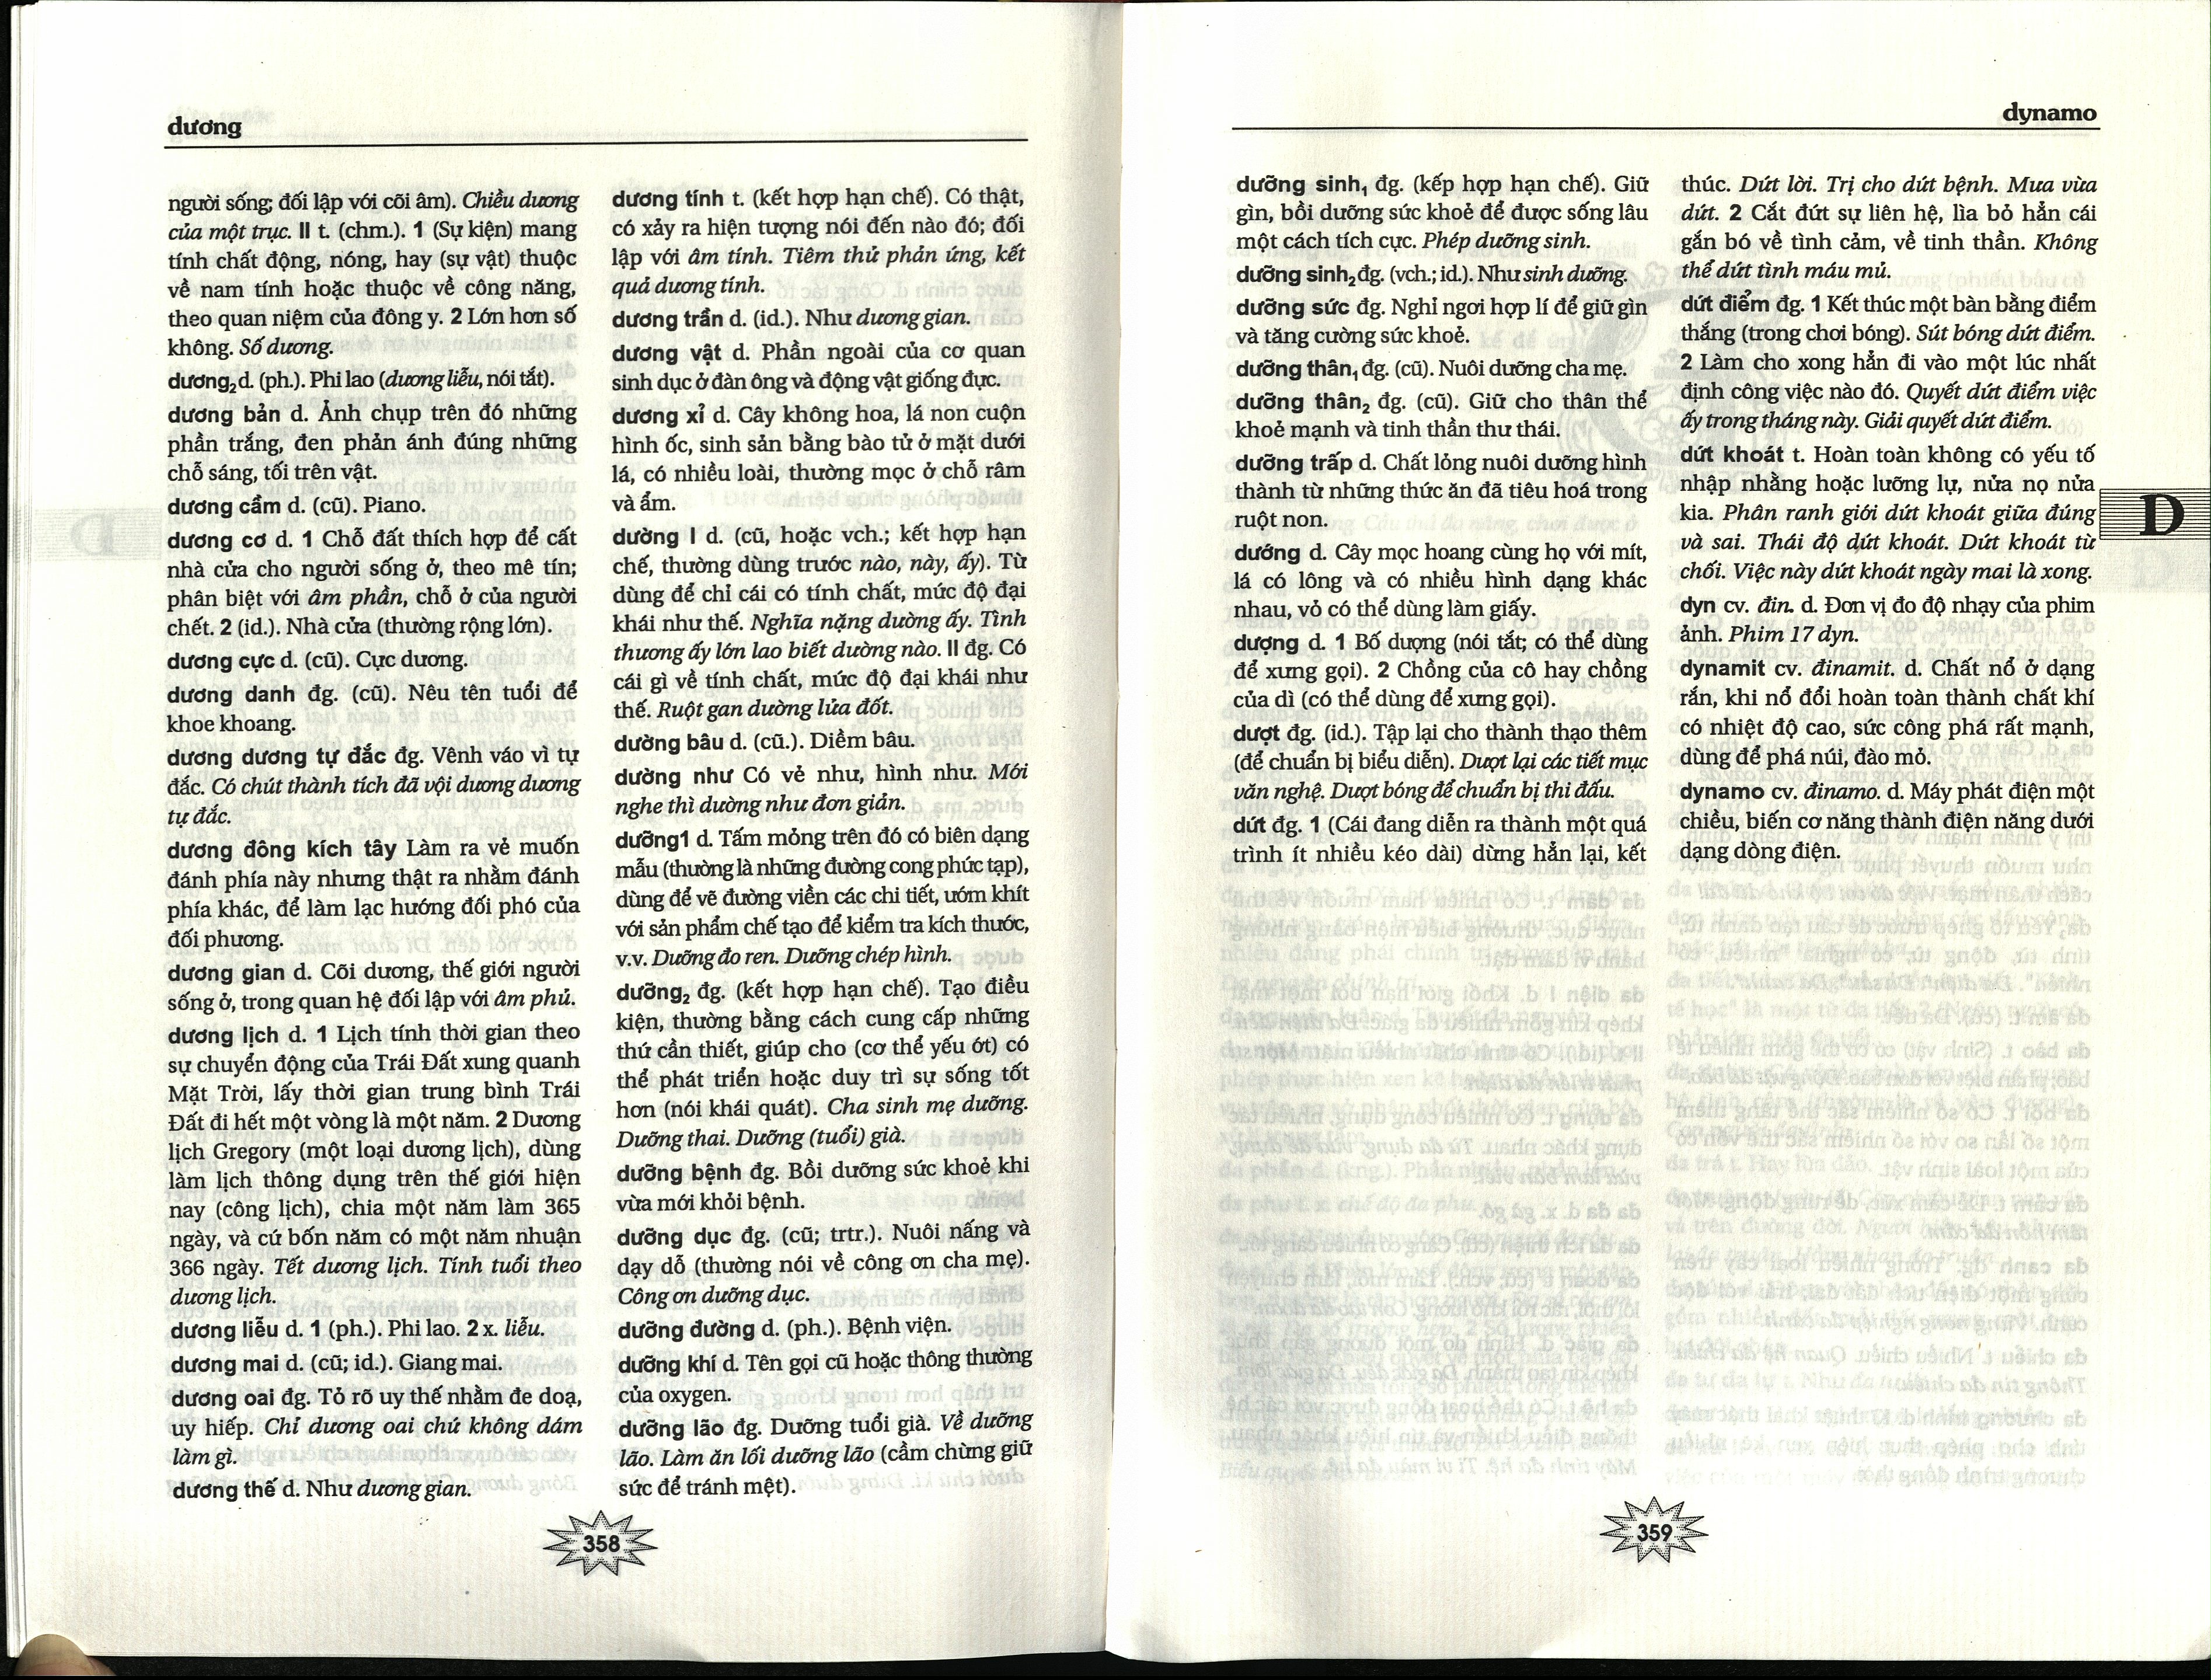 dương
người sống; đối lập với cõi âm). Chiều dương
của một trục. II t. (chm.). 1 (Sự kiện) mang
tính chất động, nóng, hay (sự vật) thuộc
về nam tính hoặc thuộc về công năng,
theo quan niệm của đông y. 2 Lớn hơn số
không. Số dương.
dương₂ d. (ph.). Phi lao (dương liễu, nói tắt).
dương bản d. Ảnh chụp trên đó những
phần trắng, đen phản ánh đúng những
chỗ sáng, tối trên vật.
dương cầm d. (cũ). Piano.
dương cơ d. 1 Chỗ đất thích hợp để cất
nhà cửa cho người sống ở, theo mê tín;
phân biệt với âm phần, chỗ ở của người
chết. 2 (id.). Nhà cửa (thường rộng lớn).
dương cực d. (cũ). Cực dương.
dương danh đg. (cũ). Nêu tên tuổi để
khoe khoang.
dương dương tự đắc đg. Vênh váo vì tự
đắc. Có chút thành tích đã vội dương dương
tự đắc.
dương đông kích tây Làm ra vẻ muốn
đánh phía này nhưng thật ra nhằm đánh
phía khác, để làm lạc hướng đối phó của
đối phương.
dương gian d. Cõi dương, thế giới người
sống ở, trong quan hệ đối lập với âm phủ.
dương lịch d. 1 Lịch tính thời gian theo
sự chuyển động của Trái Đất xung quanh
Mặt Trời, lấy thời gian trung bình Trái
Đất đi hết một vòng là một năm. 2 Dương
lịch Gregory (một loại dương lịch), dùng
làm lịch thông dụng trên thế giới hiện
nay (công lịch), chia một năm làm 365
ngày, và cứ bốn năm có một năm nhuận
366 ngày. Tết dương lịch. Tính tuổi theo
dương lịch.
dương liễu d. 1 (ph.). Phi lao. 2 x. liễu.
dương mai d. (cũ; id.). Giang mai.
dương oai đg. Tỏ rõ uy thế nhằm đe doạ,
uy hiếp. Chỉ dương oai chứ không dám
làm gì.
dương thế d. Như dương gian.
dương tính t. (kết hợp hạn chế). Có thật,
có xảy ra hiện tượng nói đến nào đó; đối
lập với âm tính. Tiêm thử phản ứng, kết
quả dương tính.
dương trần d. (id.). Như dương gian.
dương vật d. Phần ngoài của cơ quan
sinh dục ở đàn ông và động vật giống đực.
dương xỉ d. Cây không hoa, lá non cuộn
hình ốc, sinh sản bằng bào tử ở mặt dưới
lá, có nhiều loài, thường mọc ở chỗ râm
và ẩm.
dường I d. (cũ, hoặc vch.; kết hợp hạn
chế, thường dùng trước nào, này, ấy). Từ
dùng để chỉ cái có tính chất, mức độ đại
khái như thế. Nghĩa nặng dường ấy. Tình
thương ấy lớn lao biết dường nào. II đg. Có
cái gì về tính chất, mức độ đại khái như
thế. Ruột gan dường lửa đốt.
dường bâu d. (cũ.). Diềm bâu.
dường như Có vẻ như, hình như. Mới
nghe thì dường như đơn giản.
dưỡng1 d. Tấm mỏng trên đó có biên dạng
mẫu (thường là những đường cong phức tạp),
dùng để vẽ đường viền các chi tiết, ướm khít
với sản phẩm chế tạo để kiểm tra kích thước,
v.v. Dưỡng đo ren. Dưỡng chép hình.
dưỡng₂ đg. (kết hợp hạn chế). Tạo điều
kiện, thường bằng cách cung cấp những
thứ cần thiết, giúp cho (cơ thể yếu ớt) có
thể phát triển hoặc duy trì sự sống tốt
hơn (nói khái quát). Cha sinh mẹ dưỡng.
Dưỡng thai. Dưỡng (tuổi) già.
dưỡng bệnh đg. Bồi dưỡng sức khoẻ khi
vừa mới khỏi bệnh.
dưỡng dục đg. (cũ; trtr.). Nuôi nấng và
dạy dỗ (thường nói về công ơn cha mẹ).
Công ơn dưỡng dục.
dưỡng đường d. (ph.). Bệnh viện.
dưỡng khí d. Tên gọi cũ hoặc thông thường
của oxygen.
dưỡng lão đg. Dưỡng tuổi già. Về dưỡng
lão. Làm ăn lối dưỡng lão (cầm chừng giữ
sức để tránh mệt).
358
dynamo
dưỡng sinh₁ đg. (kếp hợp hạn chế). Giữ
gìn, bồi dưỡng sức khoẻ để được sống lâu
một cách tích cực. Phép dưỡng sinh.
dưỡng sinh₂ đg. (vch.; id.). Như sinh dưỡng.
dưỡng sức đg. Nghỉ ngơi hợp lí để giữ gìn
và tăng cường sức khoẻ.
dưỡng thân₁ đg. (cũ). Nuôi dưỡng cha mẹ.
dưỡng thân₂ đg. (cũ). Giữ cho thân thể
khoẻ mạnh và tinh thần thư thái.
dưỡng trấp d. Chất lỏng nuôi dưỡng hình
thành từ những thức ăn đã tiêu hoá trong
ruột non.
dướng d. Cây mọc hoang cùng họ với mít,
lá có lông và có nhiều hình dạng khác
nhau, vỏ có thể dùng làm giấy.
dượng d. 1 Bố dượng (nói tắt; có thể dùng
để xưng gọi). 2 Chồng của cô hay chồng
của dì (có thể dùng để xưng gọi).
dượt đg. (id.). Tập lại cho thành thạo thêm
(để chuẩn bị biểu diễn). Dượt lại các tiết mục
văn nghệ. Dượt bóng để chuẩn bị thi đấu.
dứt đg. 1 (Cái đang diễn ra thành một quá
trình ít nhiều kéo dài) dừng hẳn lại, kết
thúc. Dứt lời. Trị cho dứt bệnh. Mưa vừa
dứt. 2 Cắt đứt sự liên hệ, lìa bỏ hẳn cái
gắn bó về tình cảm, về tinh thần. Không
thể dứt tình máu mủ.
dứt điểm đg. 1 Kết thúc một bàn bằng điểm
thắng (trong chơi bóng). Sút bóng dứt điểm.
2 Làm cho xong hẳn đi vào một lúc nhất
định công việc nào đó. Quyết dứt điểm việc
ấy trong tháng này. Giải quyết dứt điểm.
dứt khoát t. Hoàn toàn không có yếu tố
nhập nhằng hoặc lưỡng lự, nửa nọ nửa
kia. Phân ranh giới dứt khoát giữa đúng
và sai. Thái độ dứt khoát. Dứt khoát từ
chối. Việc này dứt khoát ngày mai là xong.
dyn cv. đin. d. Đơn vị đo độ nhạy của phim
ảnh. Phim 17 dyn.
dynamit cv. đinamit. d. Chất nổ ở dạng
rắn, khi nổ đổi hoàn toàn thành chất khí
có nhiệt độ cao, sức công phá rất mạnh,
dùng để phá núi, đào mỏ.
dynamo cv. đinamo. d. Máy phát điện một
chiều, biến cơ năng thành điện năng dưới
dạng dòng điện.
D
359